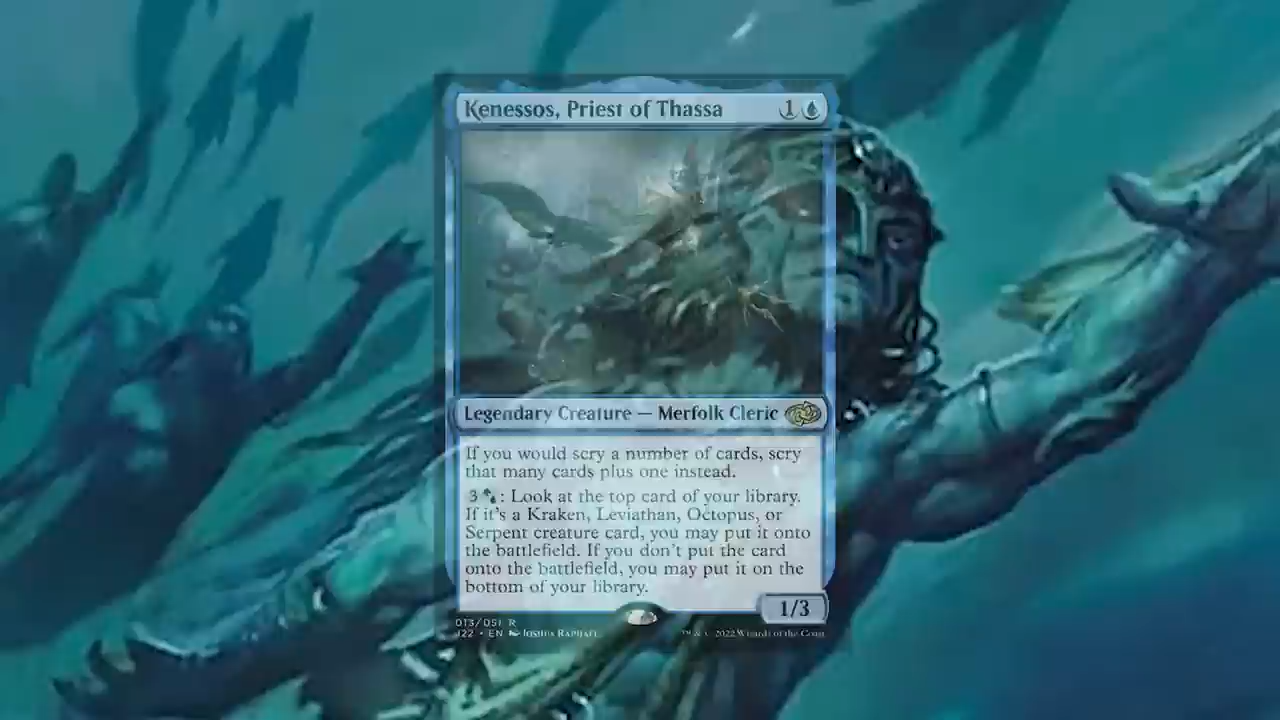 Kenessos, Priest of Thassa 1
Legendary Creature — Merfolk Cleric
If you would scry a number of cards, scry
that many cards plus one instead.
3 : Look at the top card of your library.
If it's a Kraken, Leviathan, Octopus, or
Serpent creature card, you may put it onto
the battlefield. If you don't put the card
onto the battlefield, you may put it on the
bottom of your library.
1/3
013/051 R
J22 • EN Joshua Raphael
™ & © 2022 Wizards of the Coast